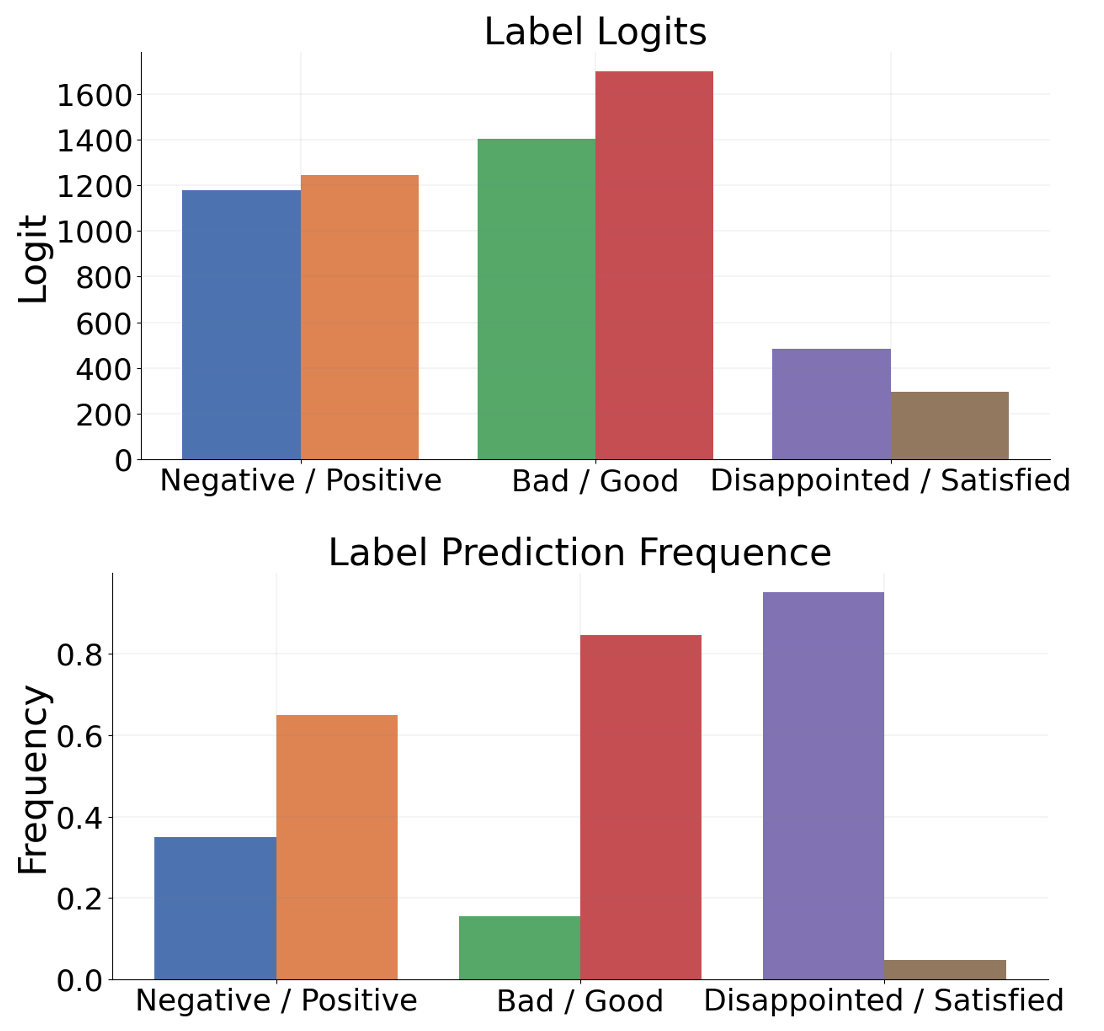 Label Logits
Logit
1600
1400
1200
1000
800
600
400
200
0
Negative / Positive
Bad / Good
Disappointed / Satisfied
Label Prediction Frequence
Frequency
0.8
0.6
0.4
0.2
0.0
Negative / Positive
Bad / Good
Disappointed / Satisfied